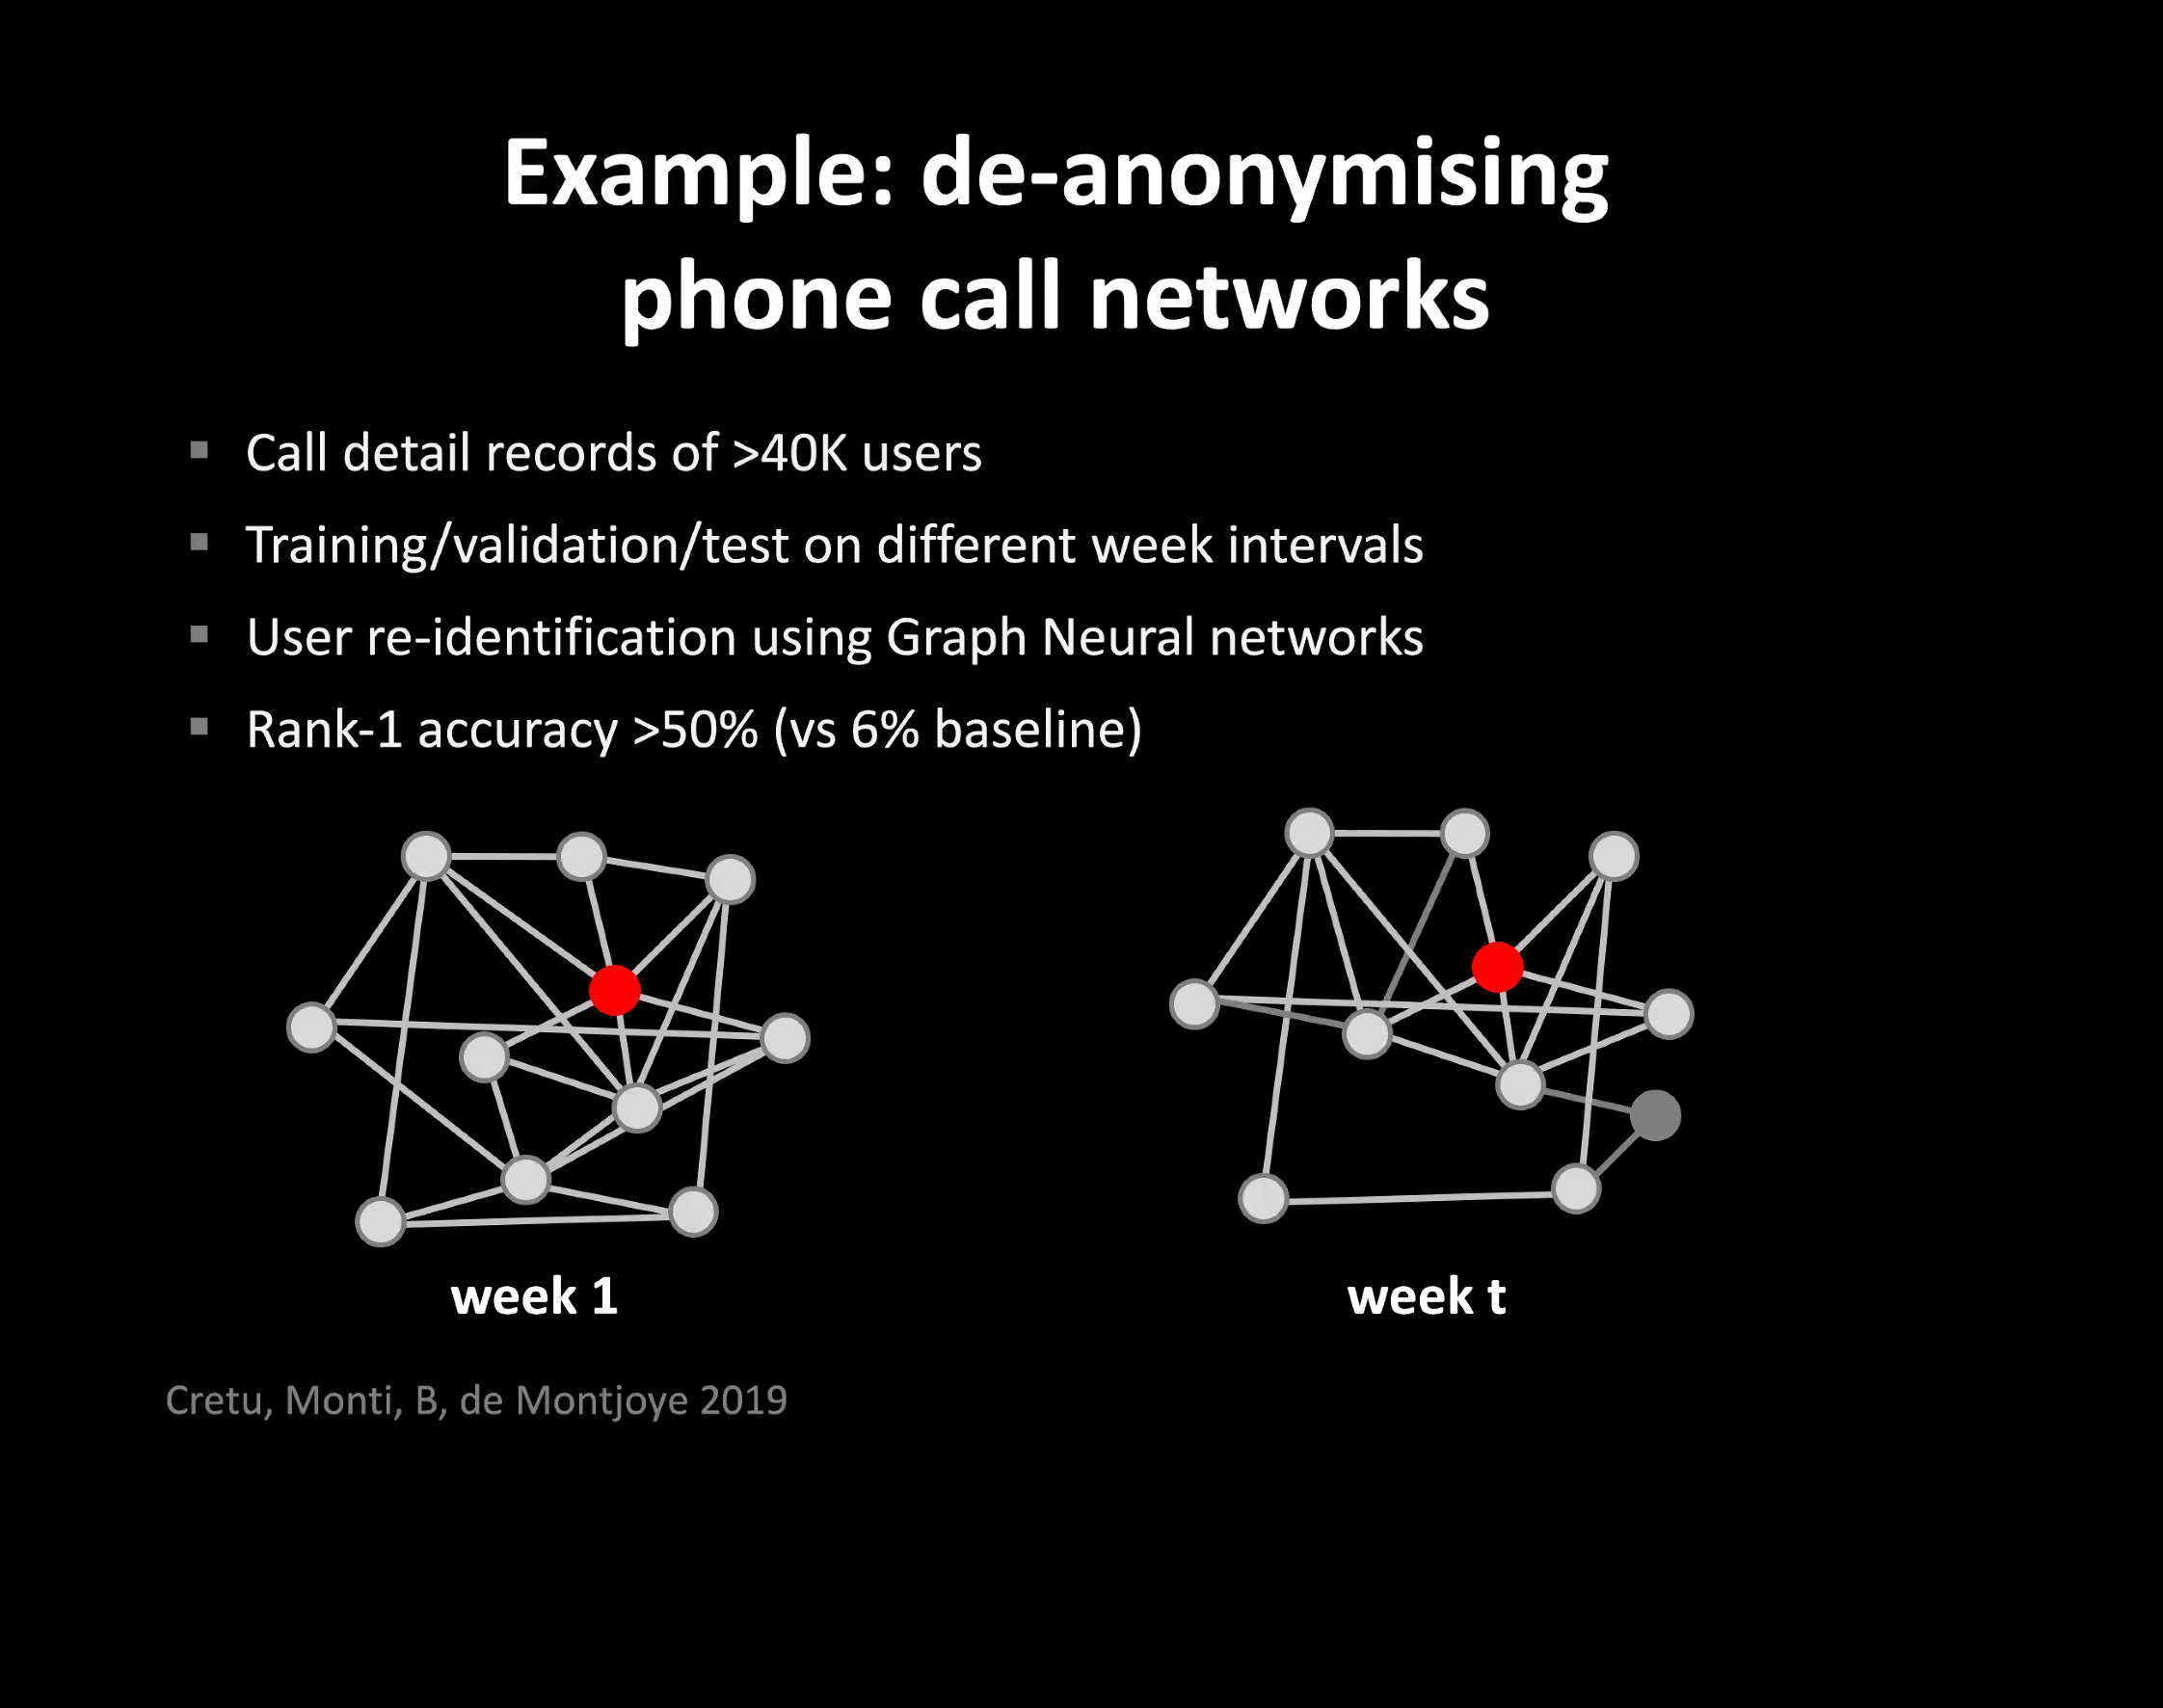 Example: de-anonymising
phone call networks
▪ Call detail records of >40K users
▪ Training/validation/test on different week intervals
▪ User re-identification using Graph Neural networks
▪ Rank-1 accuracy >50% (vs 6% baseline)
week 1
week t
Cretu, Monti, B, de Montjoye 2019